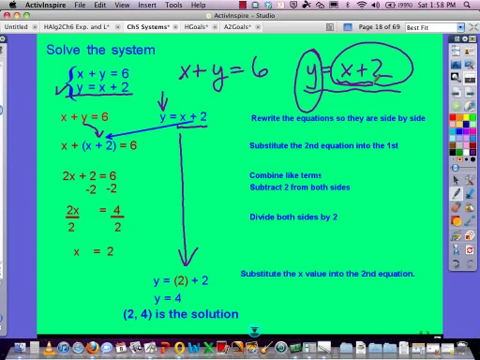 ActivInspire - Studio
Sat 1:58 PM
ActivInspire File Edit View Insert Tools Help
Untitled HAlg2Ch6 Exp. and L* Ch5 Systems* HGoals* A2Goals* Page 18 of 69 Best Fit
Solve the system
x + y = 6
y = x + 2
x + y = 6 y = x + 2
x + y = 6 y = x + 2 Rewrite the equations so they are side by side
x + (x + 2) = 6 Substitute the 2nd equation into the 1st
2x + 2 = 6 Combine like terms
-2 -2 Subtract 2 from both sides
2x = 4 Divide both sides by 2
2 2
x = 2
y = (2) + 2 Substitute the x value into the 2nd equation.
y = 4
(2, 4) is the solution